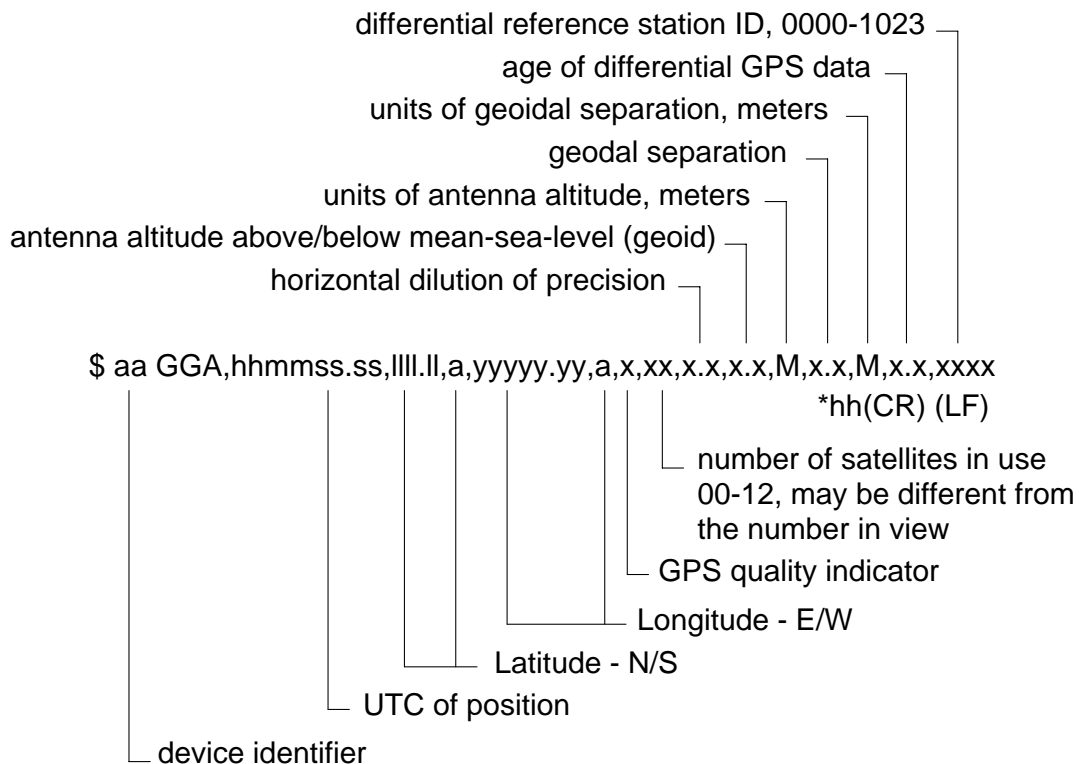 differential reference station ID, 0000-1023
age of differential GPS data
units of geoidal separation, meters
geodal separation
units of antenna altitude, meters
antenna altitude above/below mean-sea-level (geoid)
horizontal dilution of precision
$ aa GGA,hhmmss.ss,llll.ll,a,yyyyy.yy,a,x,xx,x.x,x.x,M,x.x,M,x.x,xxxx
*hh(CR) (LF)
number of satellites in use
00-12, may be different from
the number in view
GPS quality indicator
Longitude - E/W
Latitude - N/S
UTC of position
device identifier